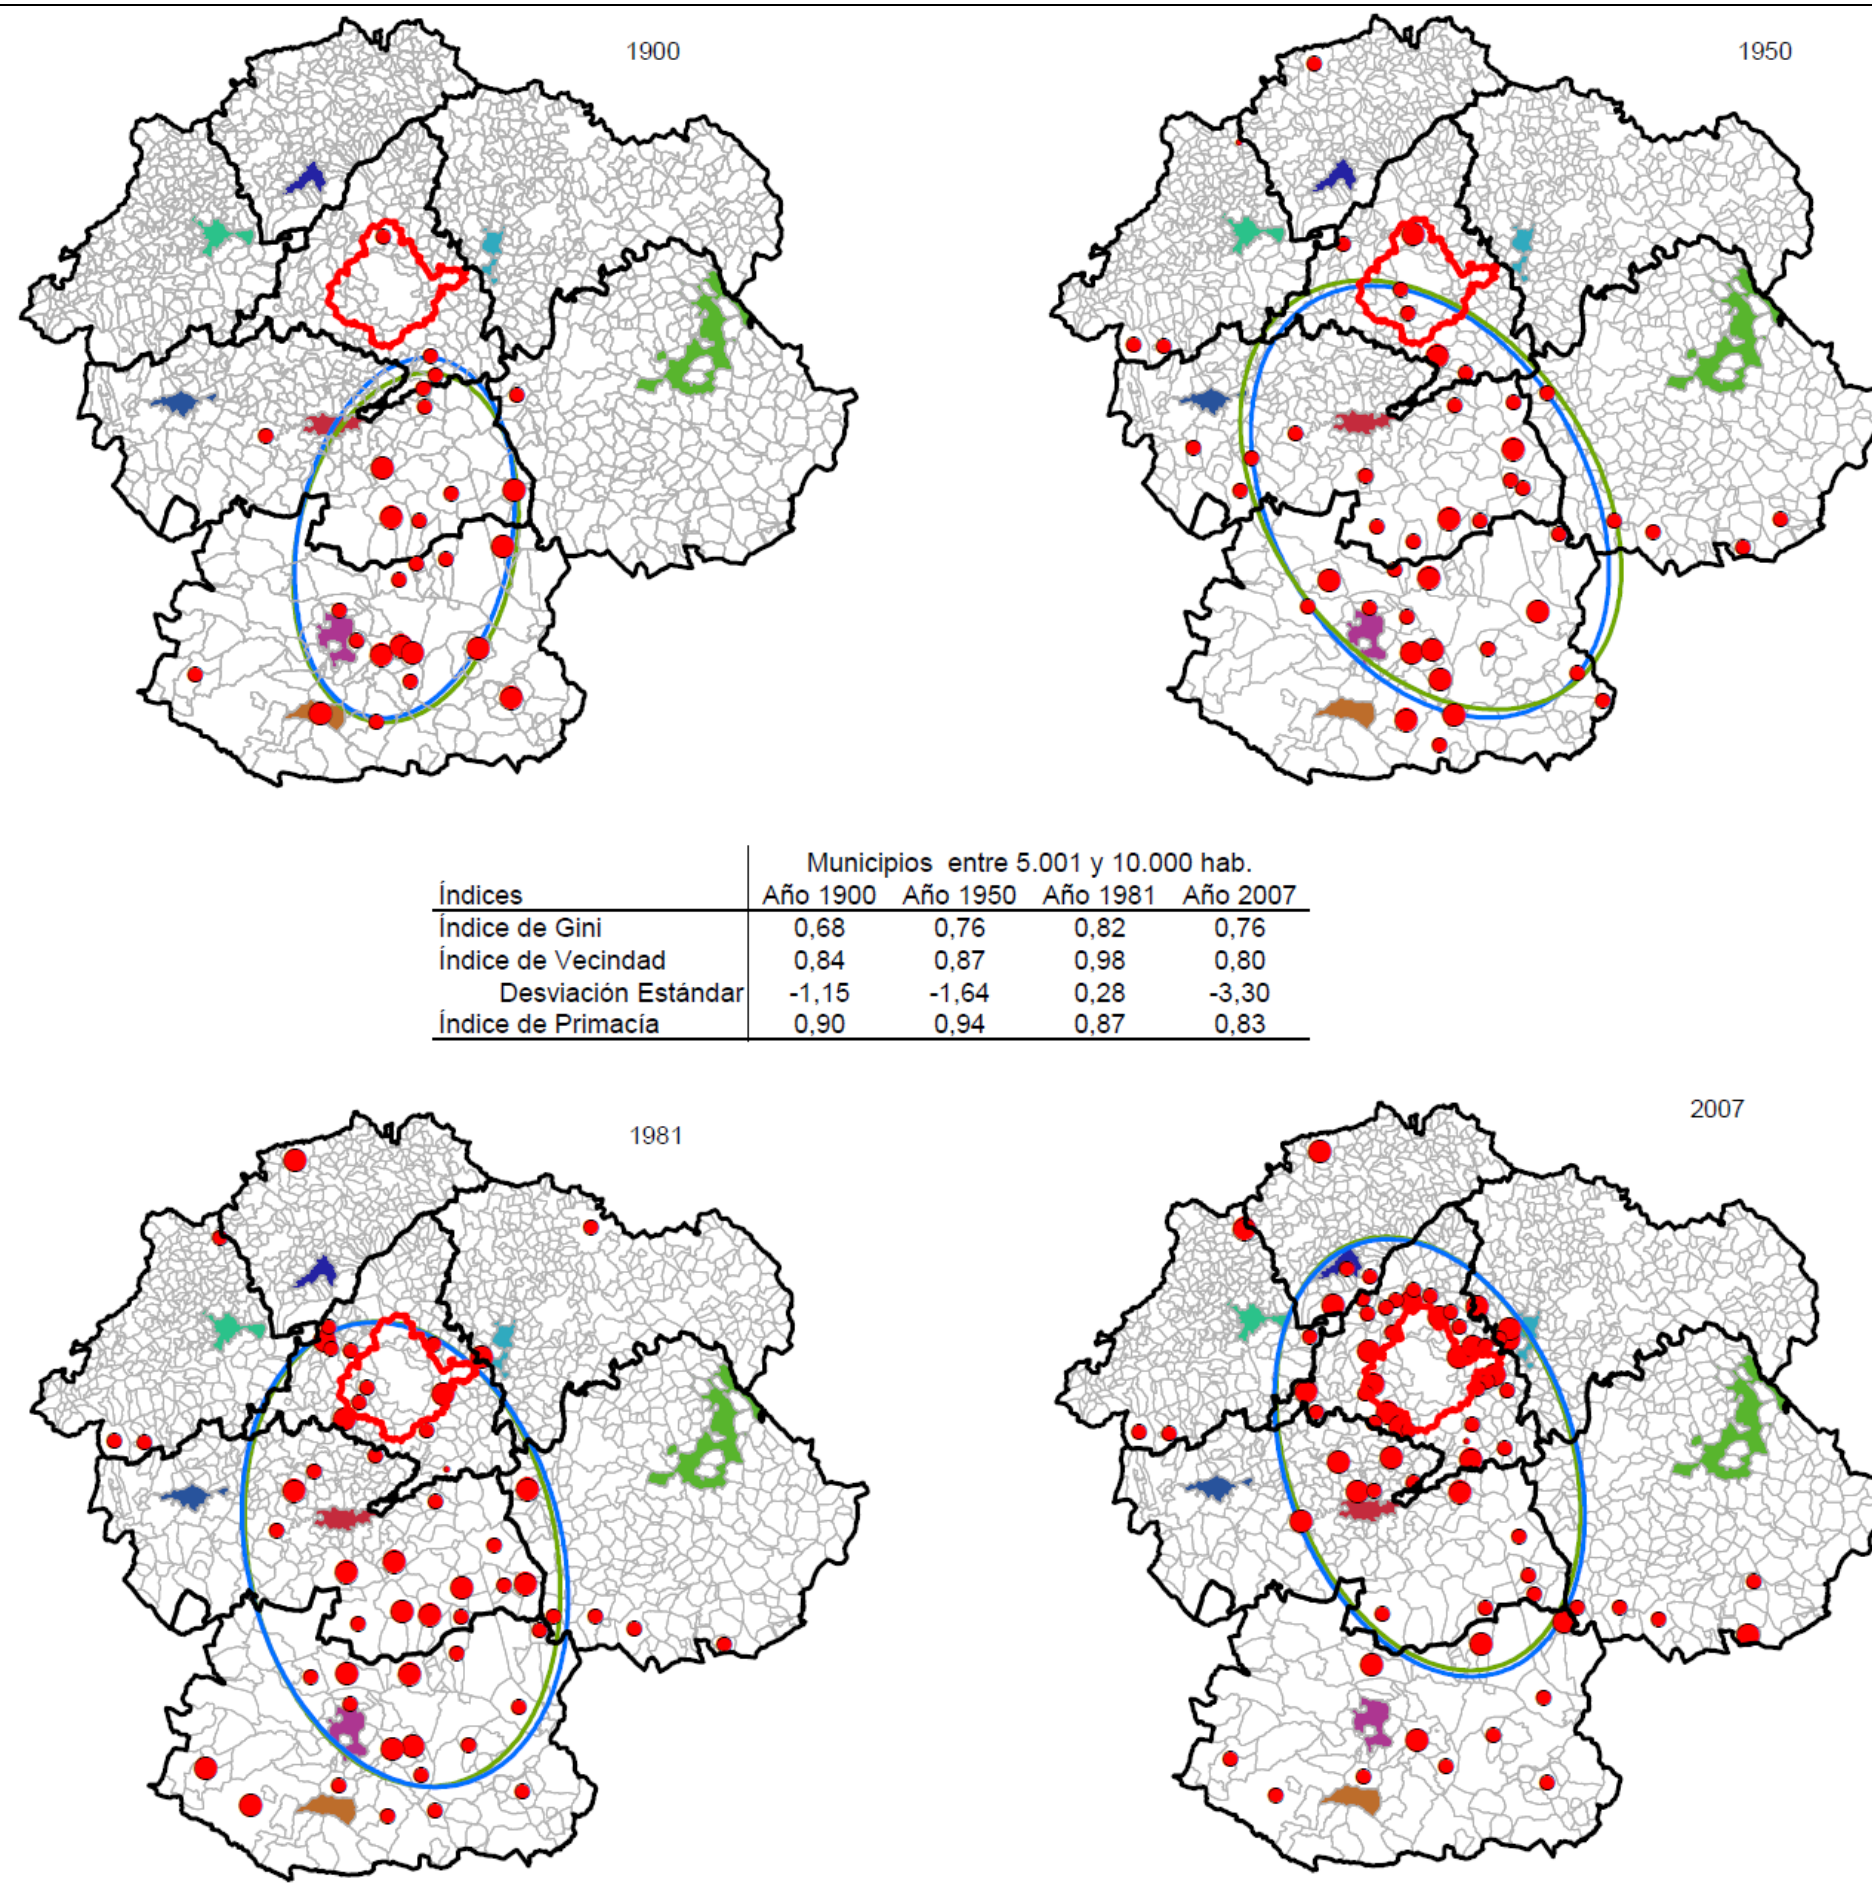 1900
1950
Municipios entre 5.001 y 10.000 hab.
Índices Año 1900 Año 1950 Año 1981 Año 2007
Índice de Gini 0,68 0,76 0,82 0,76
Índice de Vecindad 0,84 0,87 0,98 0,80
Desviación Estándar -1,15 -1,64 0,28 -3,30
Índice de Primacía 0,90 0,94 0,87 0,83
1981
2007